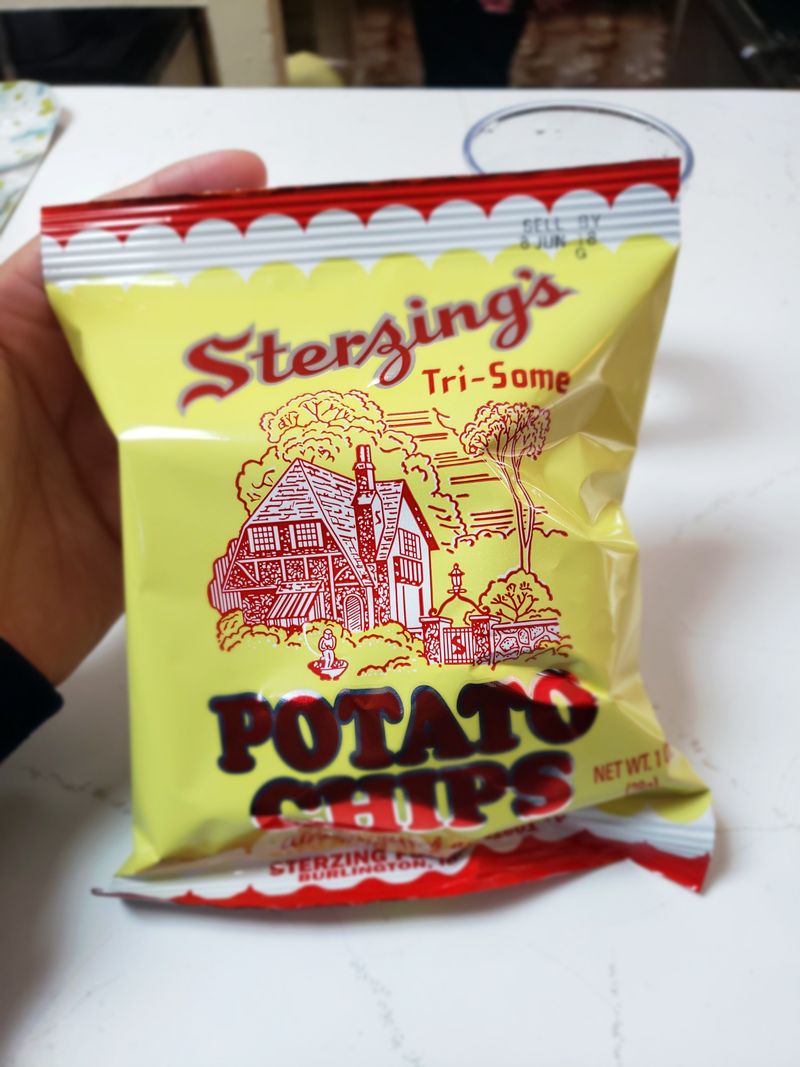 SELL BY
8 JUN 18
G
Sterzing's
Tri-Some
S
POTATO
CHIPS
NET WT. 1
STERZING
BURLINGTON,